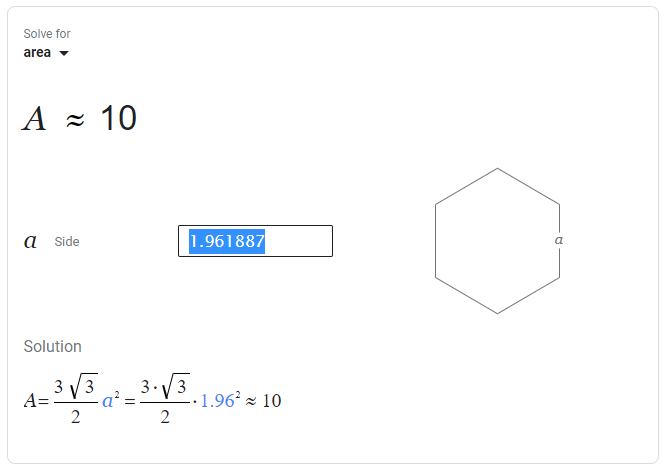 Solve for
area
A ≈ 10
a Side 1.961887
a
Solution
A= 3 √3 / 2 a² = 3·√3 / 2 · 1.96² ≈ 10